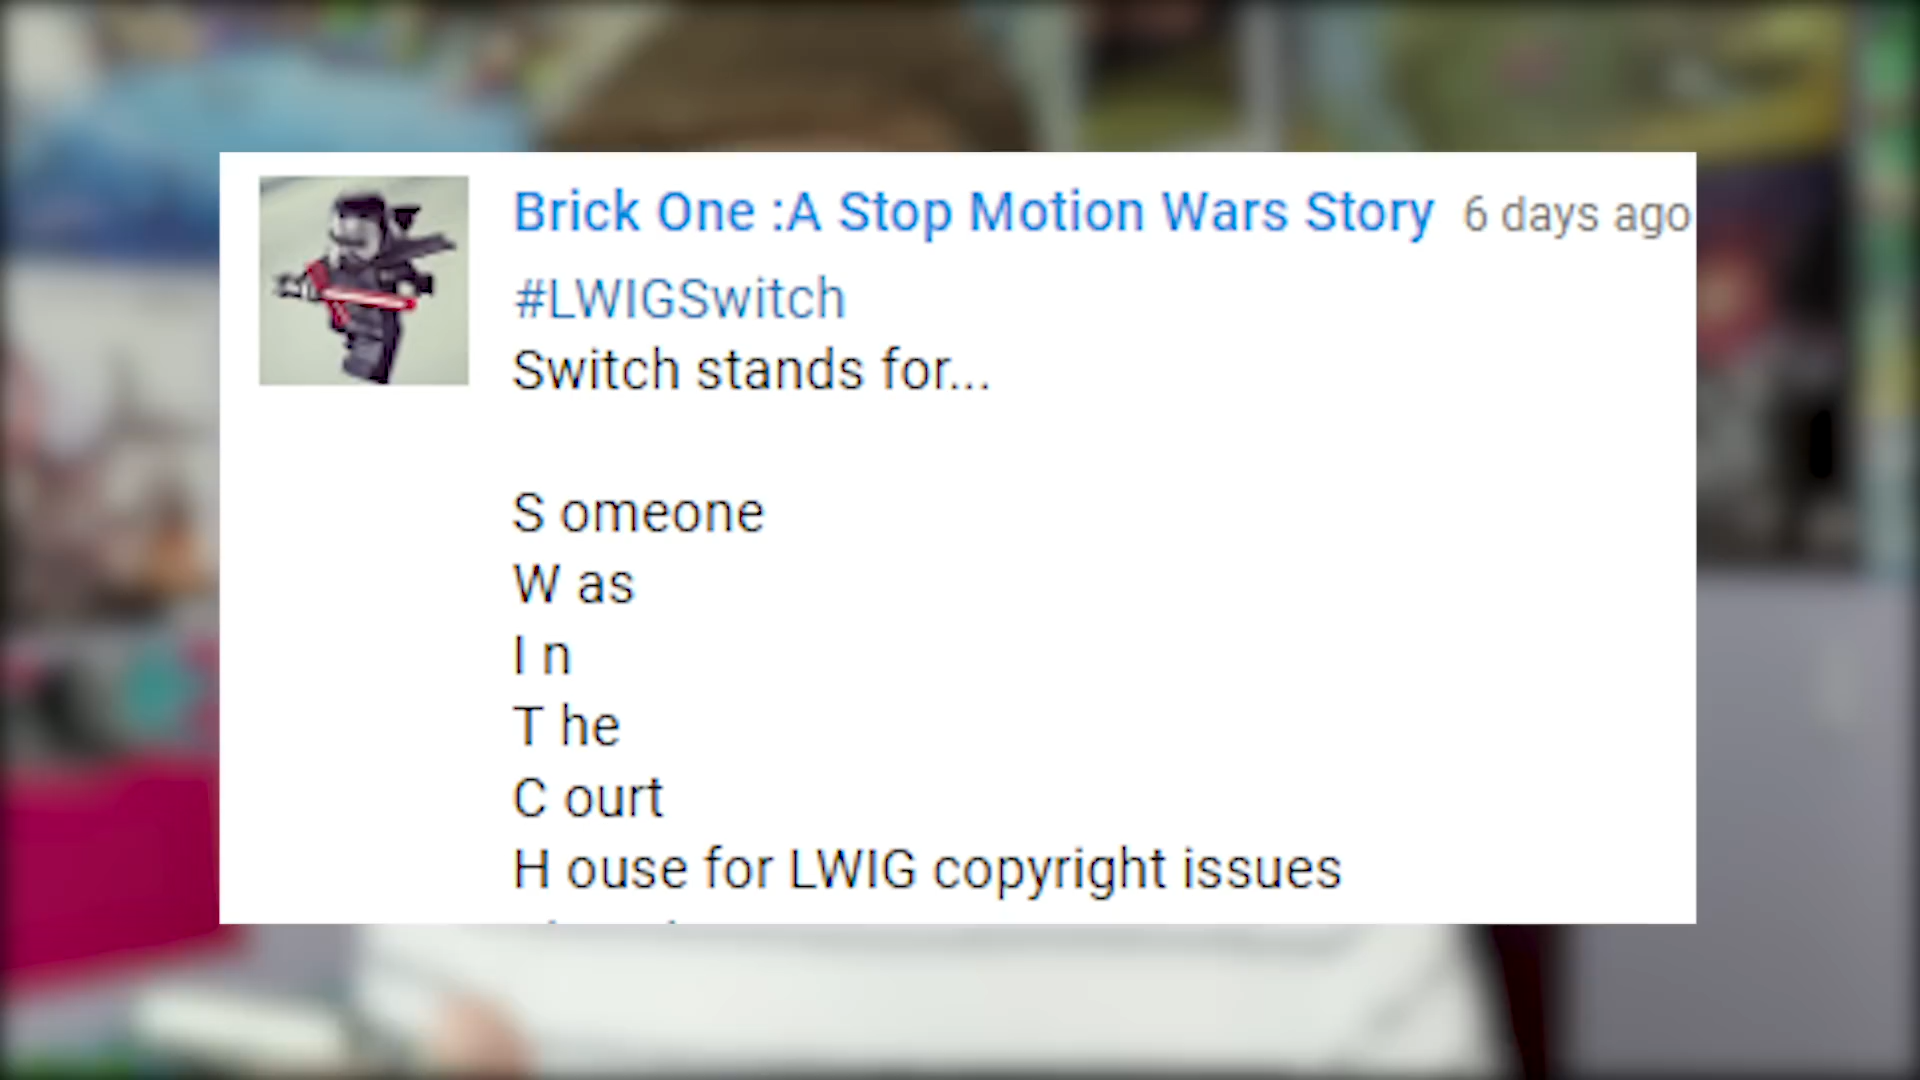 Brick One :A Stop Motion Wars Story 6 days ago
#LWIGSwitch
Switch stands for...
S omeone
W as
I n
T he
C ourt
H ouse for LWIG copyright issues